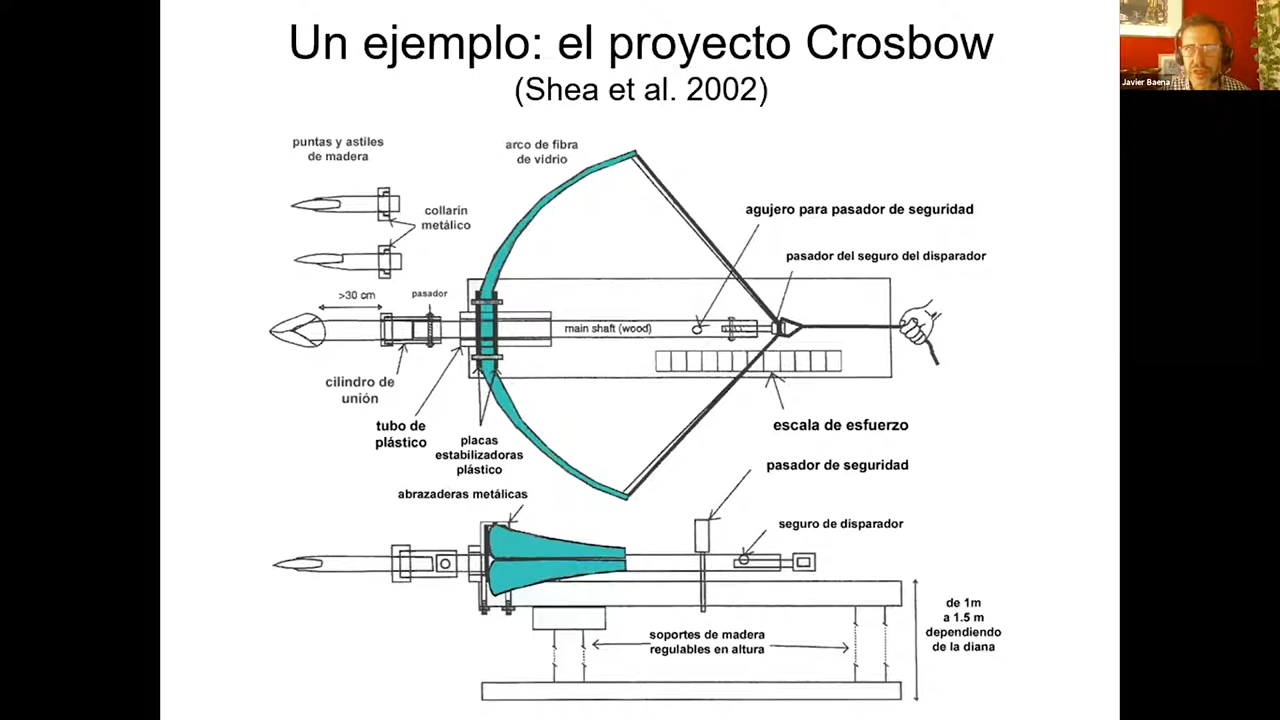 Un ejemplo: el proyecto Crosbow
(Shea et al. 2002)
Javier Baena
puntas y astiles
de madera
arco de fibra
de vidrio
collarín
metálico
agujero para pasador de seguridad
pasador del seguro del disparador
>30 cm
pasador
main shaft (wood)
cilindro de
unión
tubo de
plástico
placas
estabilizadoras
plástico
escala de esfuerzo
pasador de seguridad
abrazaderas metálicas
seguro de disparador
soportes de madera
regulables en altura
de 1m
a 1.5 m
dependiendo
de la diana